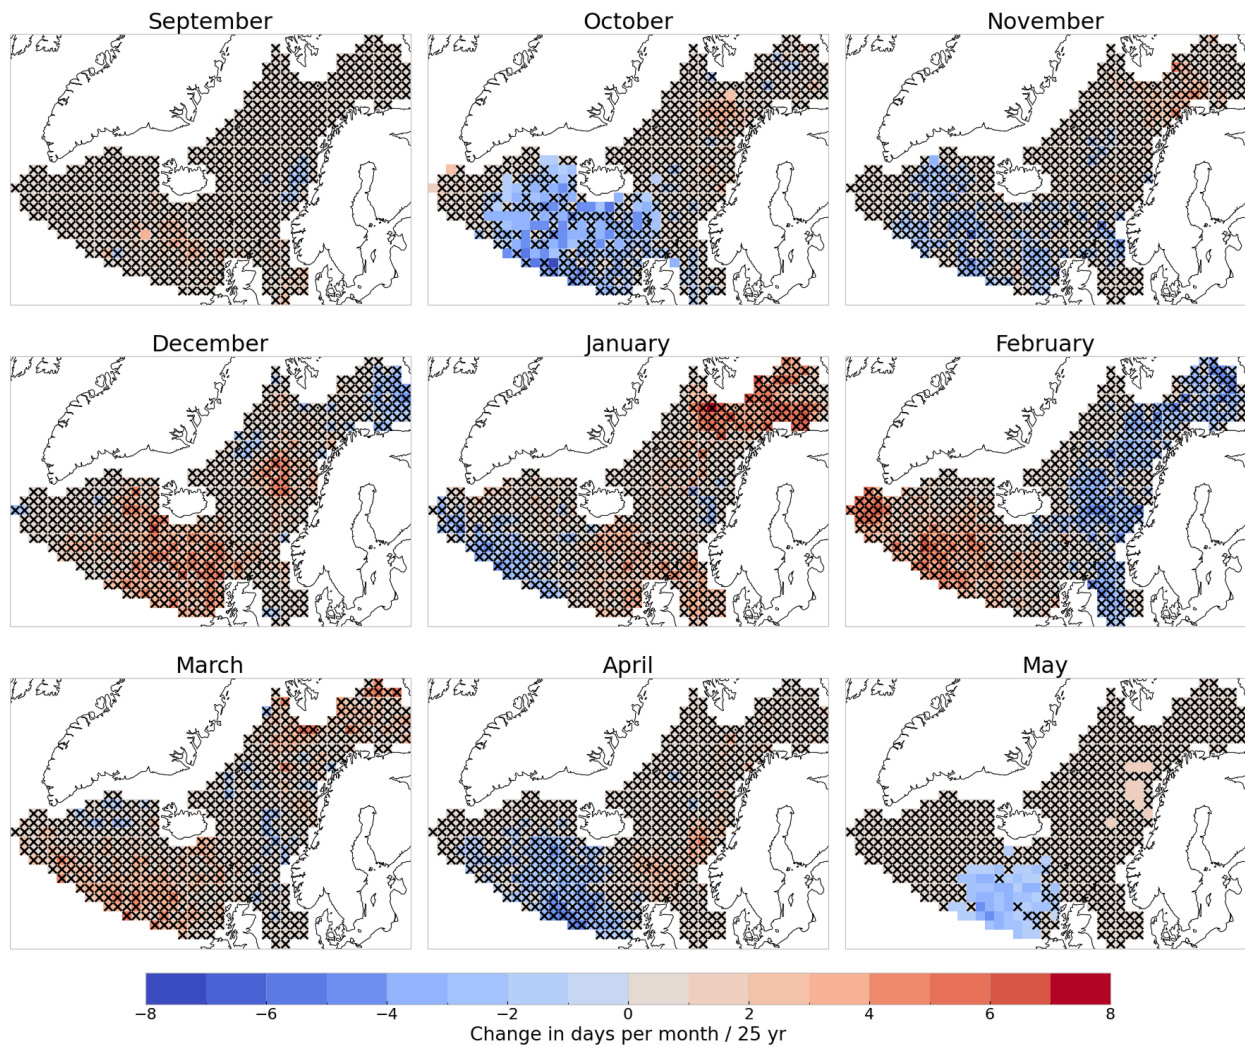 September October November
December January February
March April May
−8 −6 −4 −2 0 2 4 6 8
Change in days per month / 25 yr